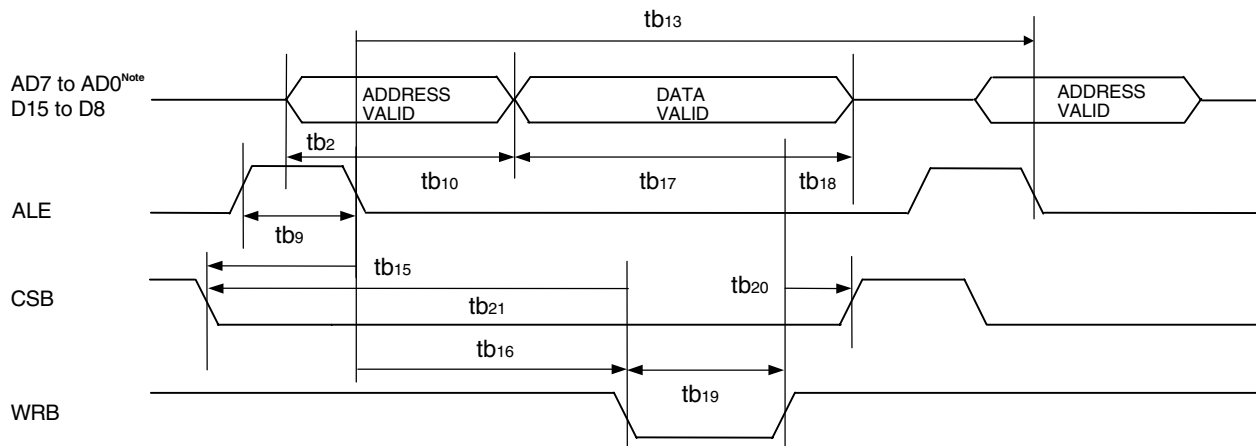 tb13
AD7 to AD0Note
D15 to D8
ADDRESS
VALID
DATA
VALID
ADDRESS
VALID
tb2
tb10
tb17
tb18
ALE
tb9
tb15
CSB
tb20
tb21
tb16
tb19
WRB